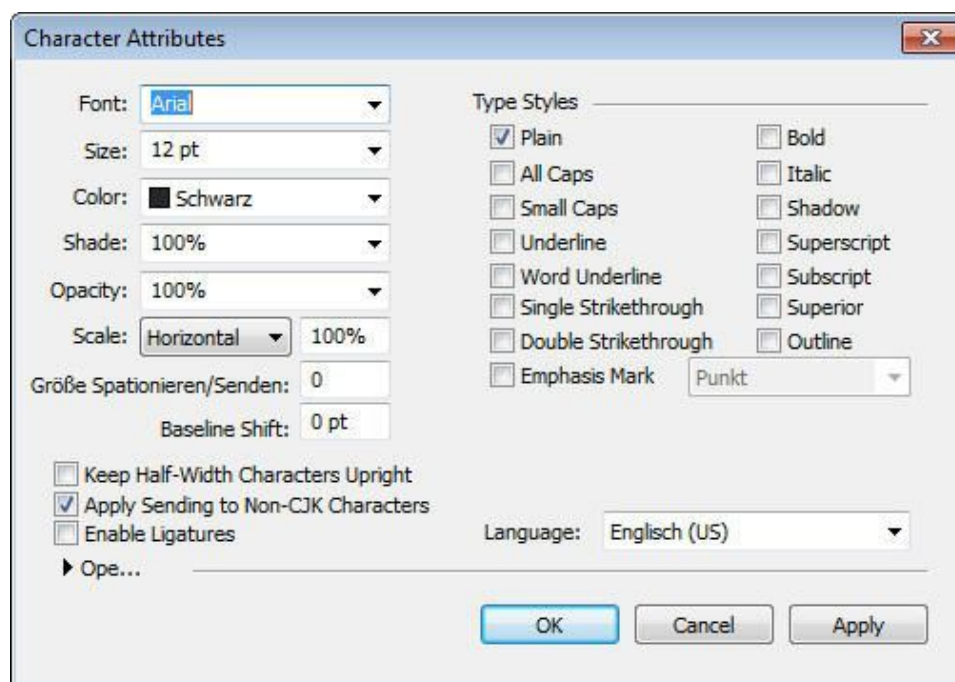 Character Attributes
Font: Arial
Size: 12 pt
Color: Schwarz
Shade: 100%
Opacity: 100%
Scale: Horizontal 100%
Größe Spationieren/Senden: 0
Baseline Shift: 0 pt
Keep Half-Width Characters Upright
Apply Sending to Non-CJK Characters
Enable Ligatures
Ope...
Type Styles
Plain Bold
All Caps Italic
Small Caps Shadow
Underline Superscript
Word Underline Subscript
Single Strikethrough Superior
Double Strikethrough Outline
Emphasis Mark Punkt
Language: Englisch (US)
OK Cancel Apply